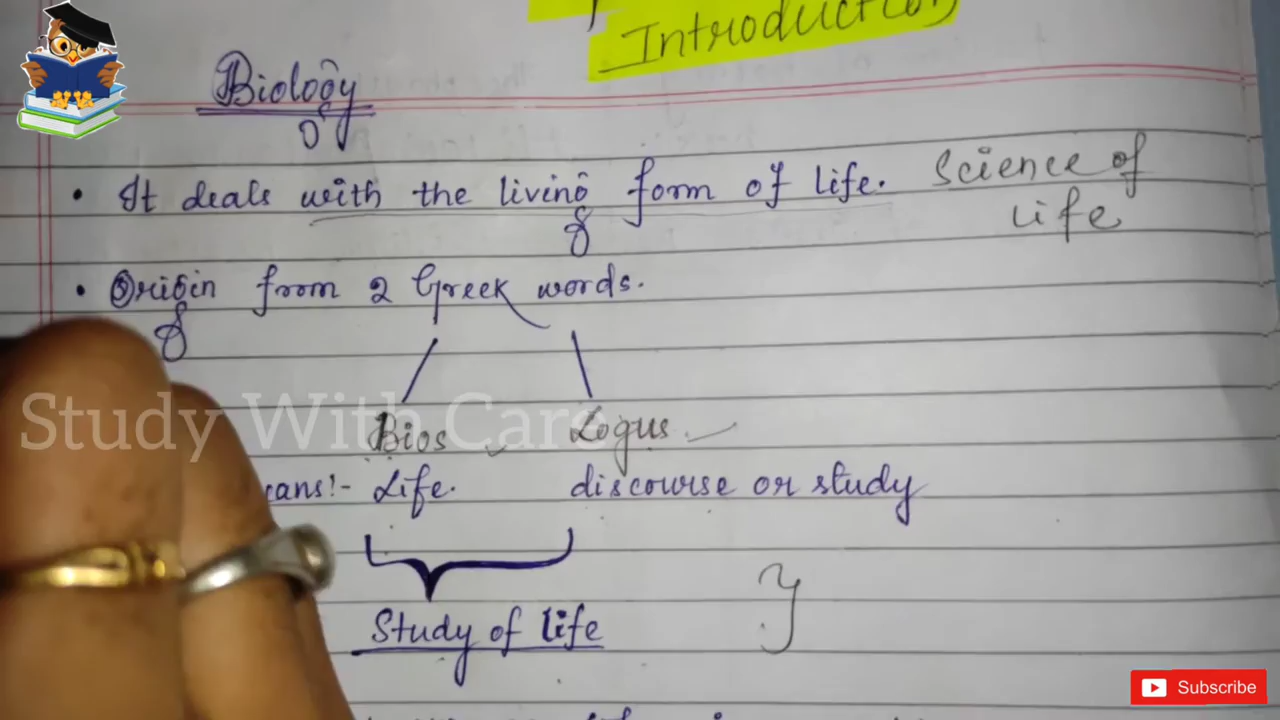 Introduction
Biology
• It deals with the living form of life. Science of
life
• Origin from 2 Greek words.
Study With Care
Bios Logus
eans:- Life. discourse or study
Study of life
Subscribe